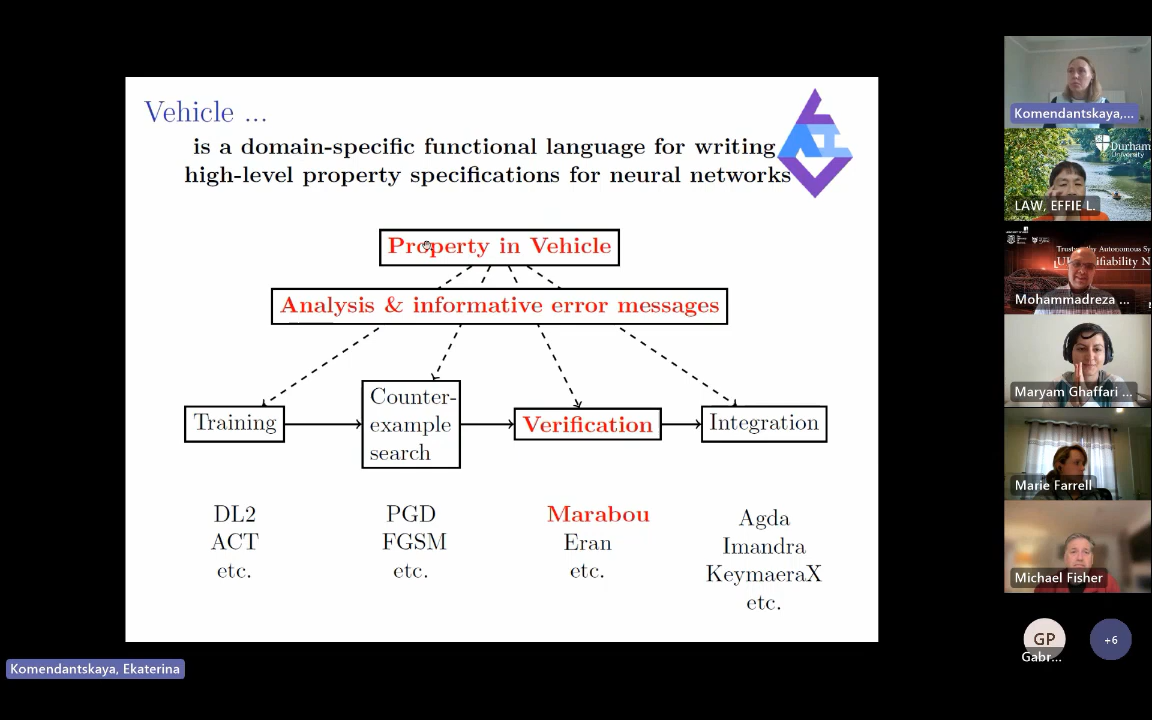 Vehicle ...
is a domain-specific functional language for writing
high-level property specifications for neural networks
Property in Vehicle
Analysis & informative error messages
Training
Counter-
example
search
Verification
Integration
DL2
ACT
etc.
PGD
FGSM
etc.
Marabou
Eran
etc.
Agda
Imandra
KeymaeraX
etc.
Komendantskaya, Ekaterina
Komendantskaya,...
Durham
University
LAW, EFFIE L.
Mohammadreza ...
Maryam Ghaffari ...
Marie Farrell
Michael Fisher
GP
Gabr...
+6